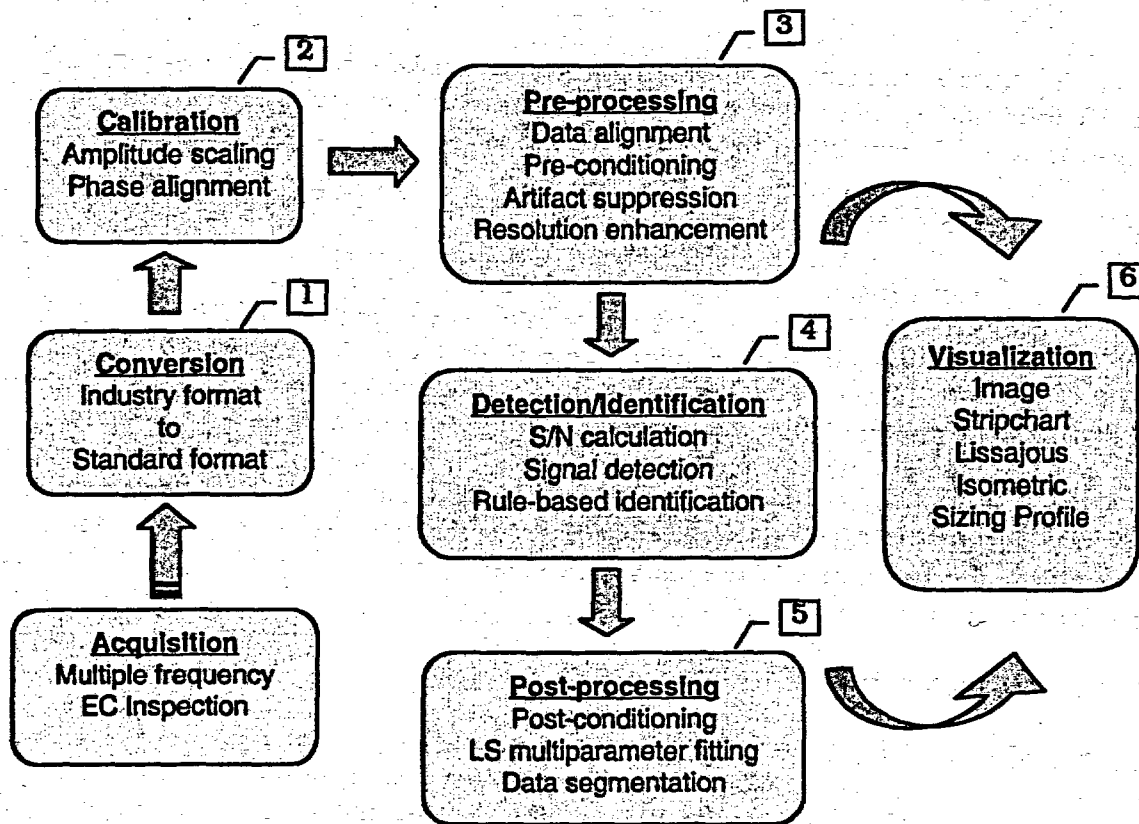 2
Calibration
Amplitude scaling
Phase alignment
3
Pre-processing
Data alignment
Pre-conditioning
Artifact suppression
Resolution enhancement
1
Conversion
Industry format
to
Standard format
4
Detection/Identification
S/N calculation
Signal detection
Rule-based identification
6
Visualization
Image
Stripchart
Lissajous
Isometric
Sizing Profile
Acquisition
Multiple frequency
EC Inspection
5
Post-processing
Post-conditioning
LS multiparameter fitting
Data segmentation